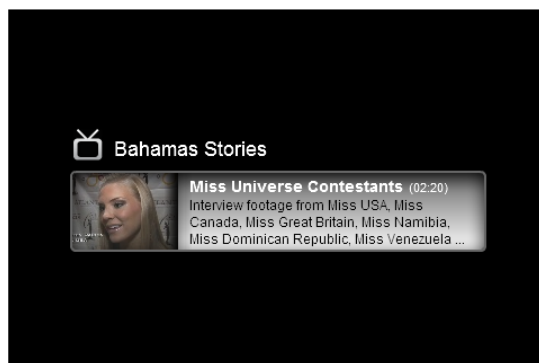 Bahamas Stories
Miss Universe Contestants (02:20)
Interview footage from Miss USA, Miss
Canada, Miss Great Britain, Miss Namibia,
Miss Dominican Republic, Miss Venezuela ...